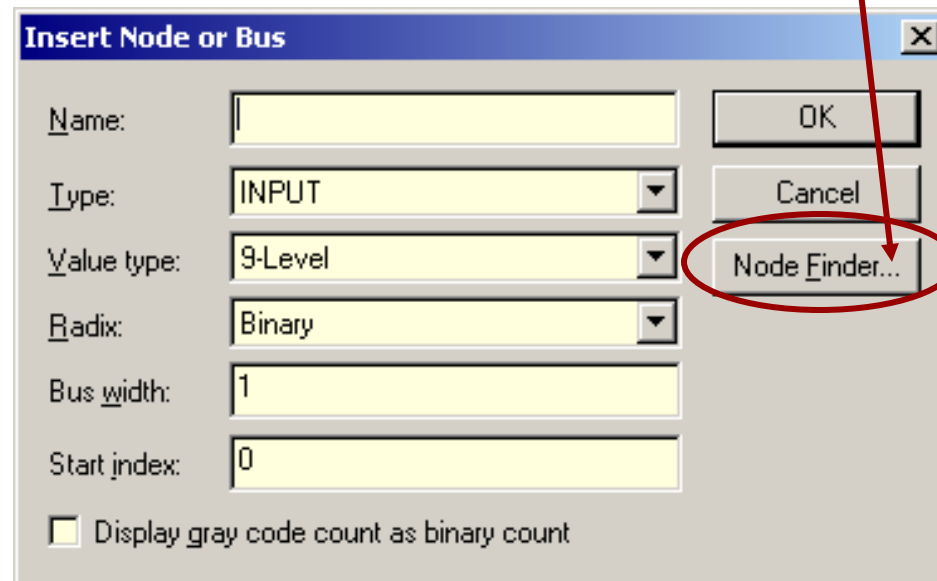 Insert Node or Bus
Name:
OK
Type: INPUT
Cancel
Value type: 9-Level
Node Finder...
Radix: Binary
Bus width: 1
Start index: 0
Display gray code count as binary count